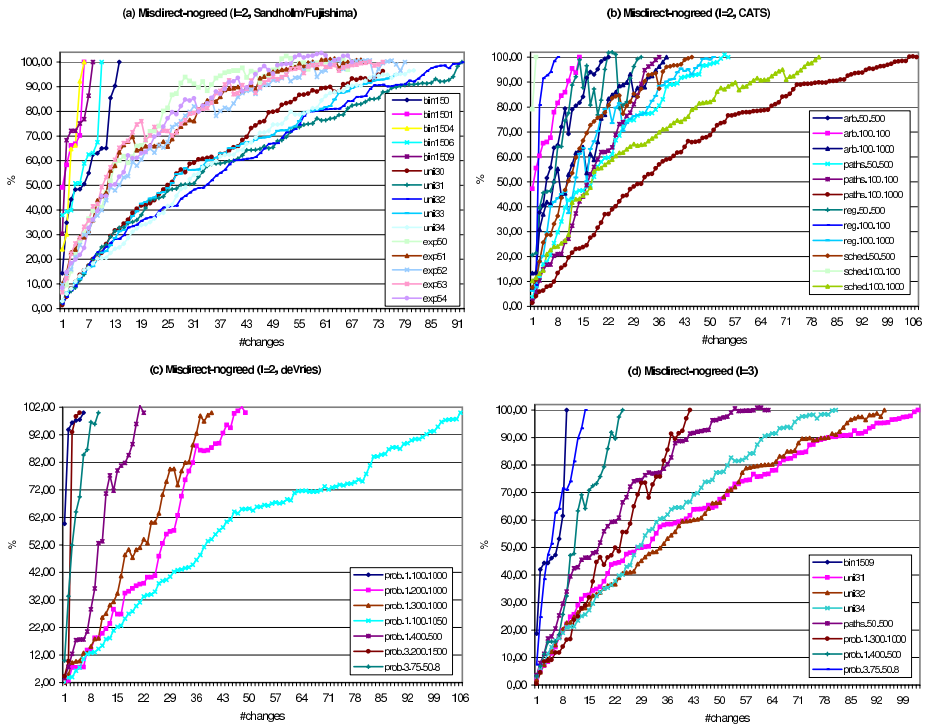 (a) Misdirect-nogreed (l=2, Sandholm/Fujishima)
100,00
90,00
80,00
70,00
60,00
50,00
40,00
30,00
20,00
10,00
0,00
%
1 7 13 19 25 31 37 43 49 55 61 67 73 79 85 91
#changes
bin150
bin1501
bin1504
bin1506
bin1509
uni30
uni31
uni32
uni33
uni34
exp50
exp51
exp52
exp53
exp54
(b) Misdirect-nogreed (l=2, CATS)
100,00
90,00
80,00
70,00
60,00
50,00
40,00
30,00
20,00
10,00
0,00
%
1 8 15 22 29 36 43 50 57 64 71 78 85 92 99 106
#changes
arb.50.500
arb.100.100
arb.100.1000
paths.50.500
paths.100.100
paths.100.1000
reg.50.500
reg.100.100
reg.100.1000
sched.50.500
sched.100.100
sched.100.1000
(c) Misdirect-nogreed (l=2, deVries)
102,00
92,00
82,00
72,00
62,00
52,00
42,00
32,00
22,00
12,00
2,00
%
1 8 15 22 29 36 43 50 57 64 71 78 85 92 99 106
#changes
prob.1.100.1000
prob.1.200.1000
prob.1.300.1000
prob.1.100.1050
prob.1.400.500
prob.3.200.1500
prob.3.75.50.8
(d) Misdirect-nogreed (l=3)
100,00
90,00
80,00
70,00
60,00
50,00
40,00
30,00
20,00
10,00
0,00
%
1 8 15 22 29 36 43 50 57 64 71 78 85 92 99
#changes
bin1509
uni31
uni32
uni34
paths.50.500
prob.1.300.1000
prob.1.400.500
prob.3.75.50.8